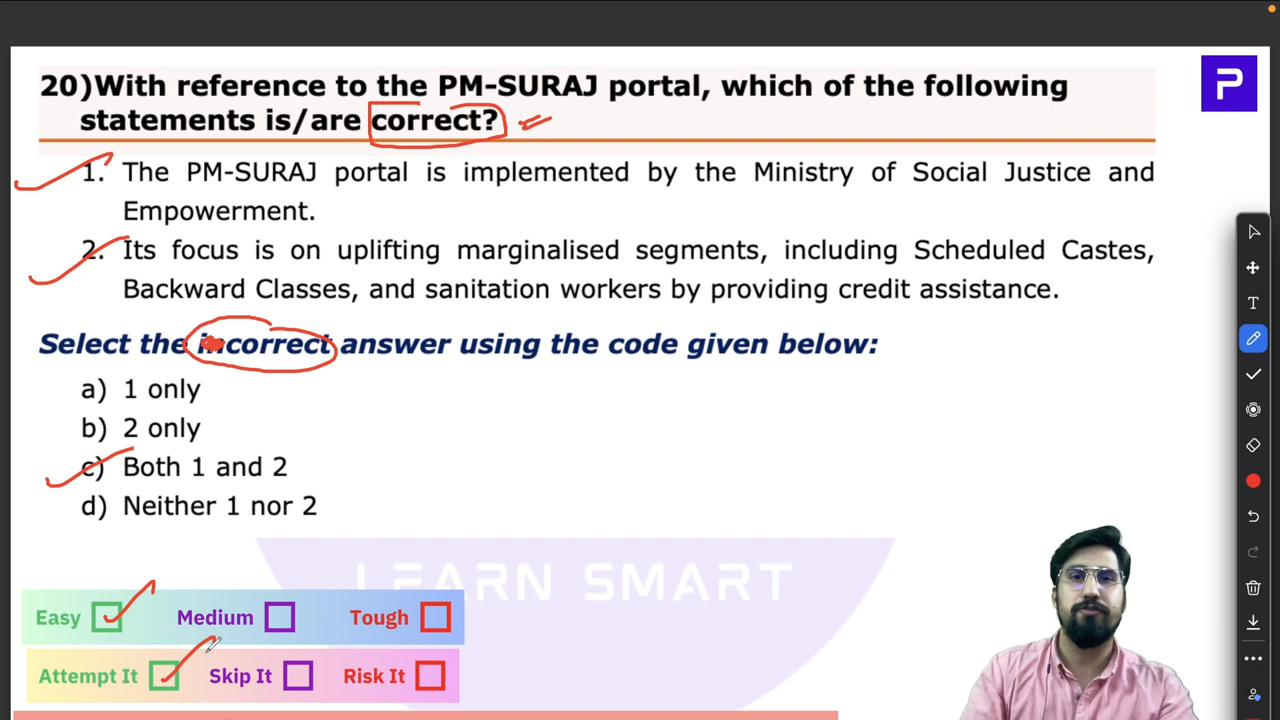 20)With reference to the PM-SURAJ portal, which of the following
statements is/are correct?
1. The PM-SURAJ portal is implemented by the Ministry of Social Justice and
Empowerment.
2. Its focus is on uplifting marginalised segments, including Scheduled Castes,
Backward Classes, and sanitation workers by providing credit assistance.
Select the incorrect answer using the code given below:
a) 1 only
b) 2 only
c) Both 1 and 2
d) Neither 1 nor 2
LEARN SMART
Easy Medium Tough
Attempt It Skip It Risk It
P
T